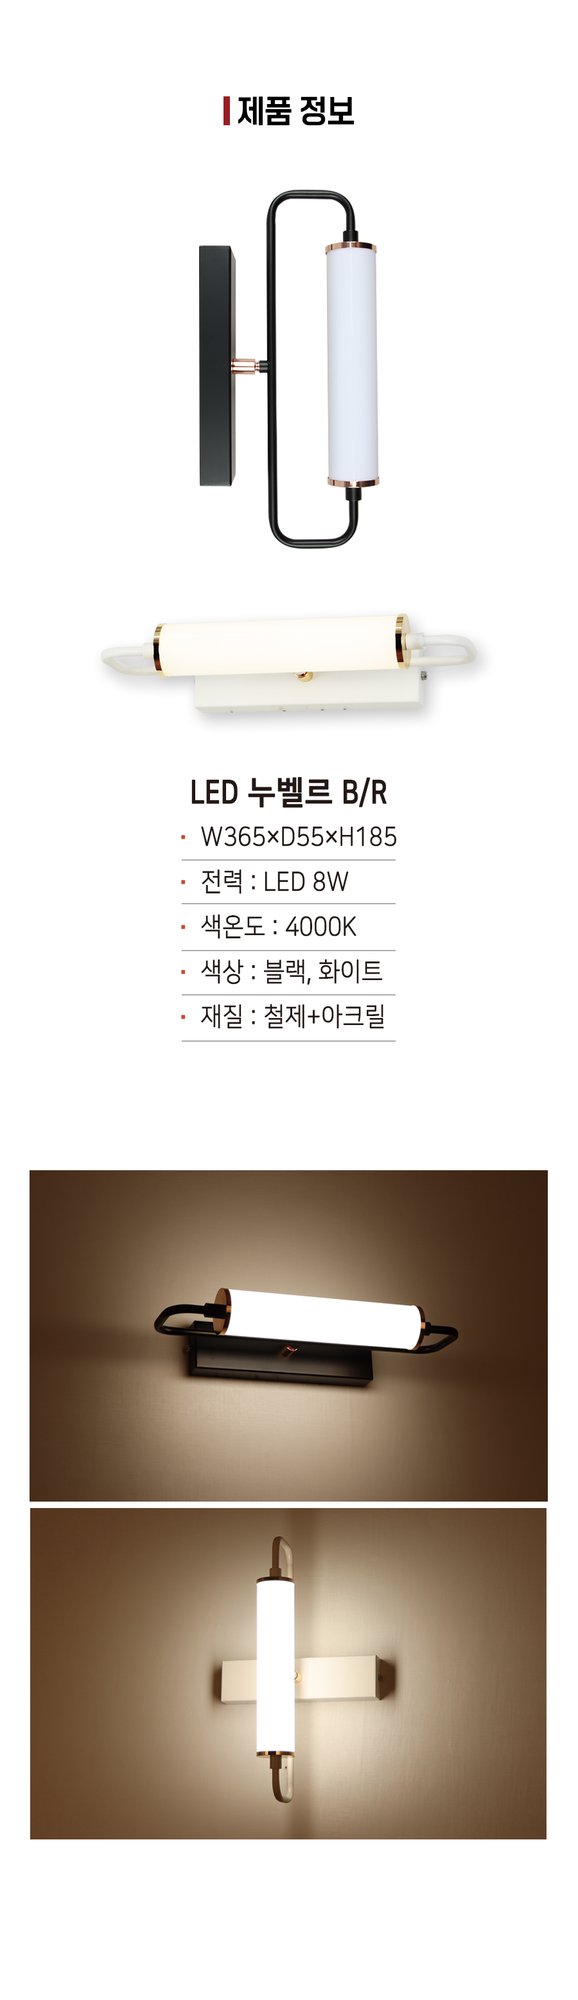 제품 정보
LED 누벨르 B/R
· W365×D55×H185
· 전력 : LED 8W
· 색온도 : 4000K
· 색상 : 블랙, 화이트
· 재질 : 철제+아크릴